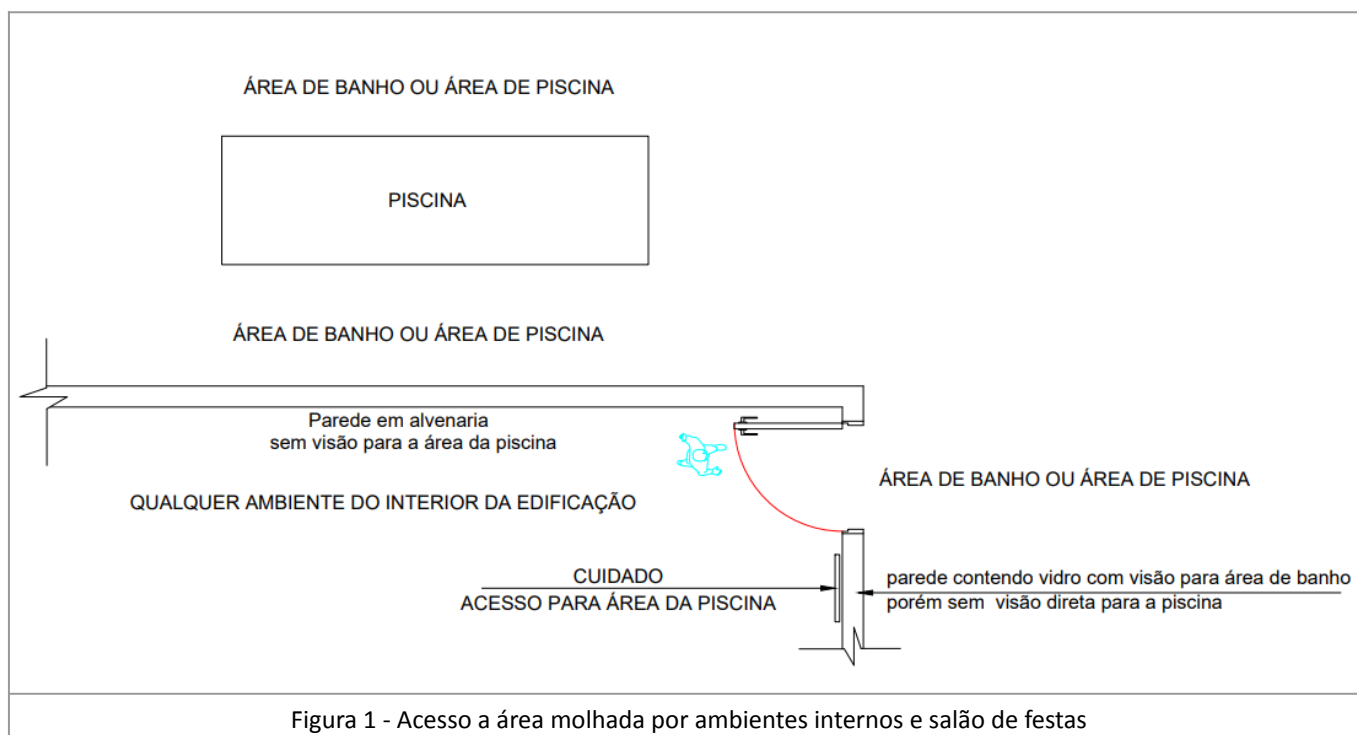 ÁREA DE BANHO OU ÁREA DE PISCINA
PISCINA
ÁREA DE BANHO OU ÁREA DE PISCINA
Parede em alvenaria
sem visão para a área da piscina
QUALQUER AMBIENTE DO INTERIOR DA EDIFICAÇÃO
ÁREA DE BANHO OU ÁREA DE PISCINA
CUIDADO
ACESSO PARA ÁREA DA PISCINA
parede contendo vidro com visão para área de banho
porém sem visão direta para a piscina
Figura 1 - Acesso a área molhada por ambientes internos e salão de festas